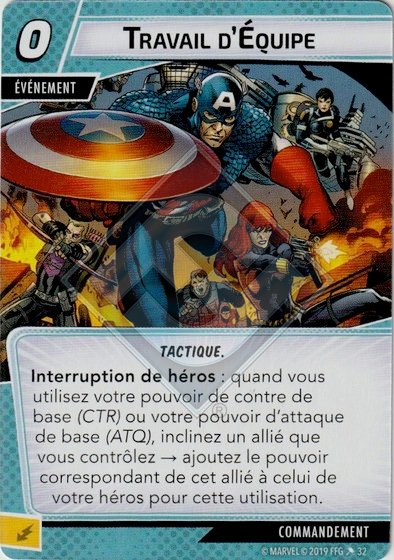 0
TRAVAIL D'ÉQUIPE
ÉVÉNEMENT
TACTIQUE.
Interruption de héros : quand vous
utilisez votre pouvoir de contre de
base (CTR) ou votre pouvoir d'attaque
de base (ATQ), inclinez un allié que
vous contrôlez → ajoutez le pouvoir
correspondant de cet allié à celui de
votre héros pour cette utilisation.
COMMANDEMENT
© MARVEL © 2019 FFG 32